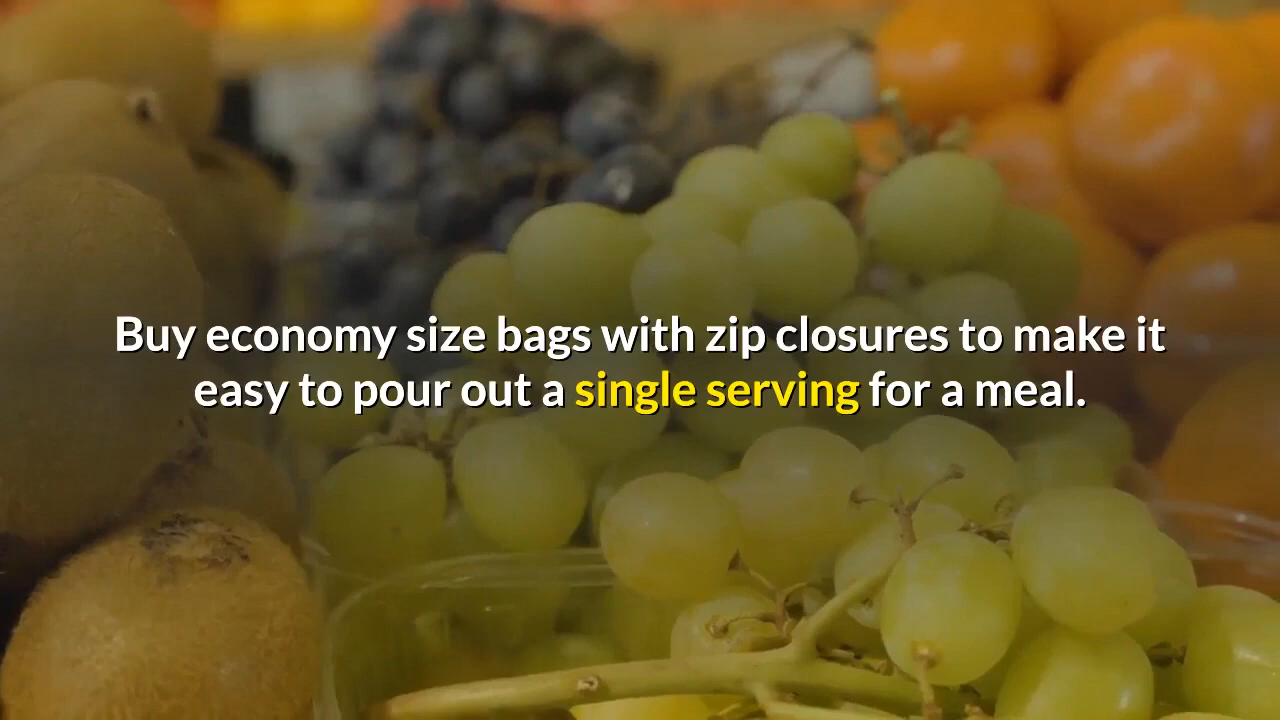 Buy economy size bags with zip closures to make it
easy to pour out a single serving for a meal.